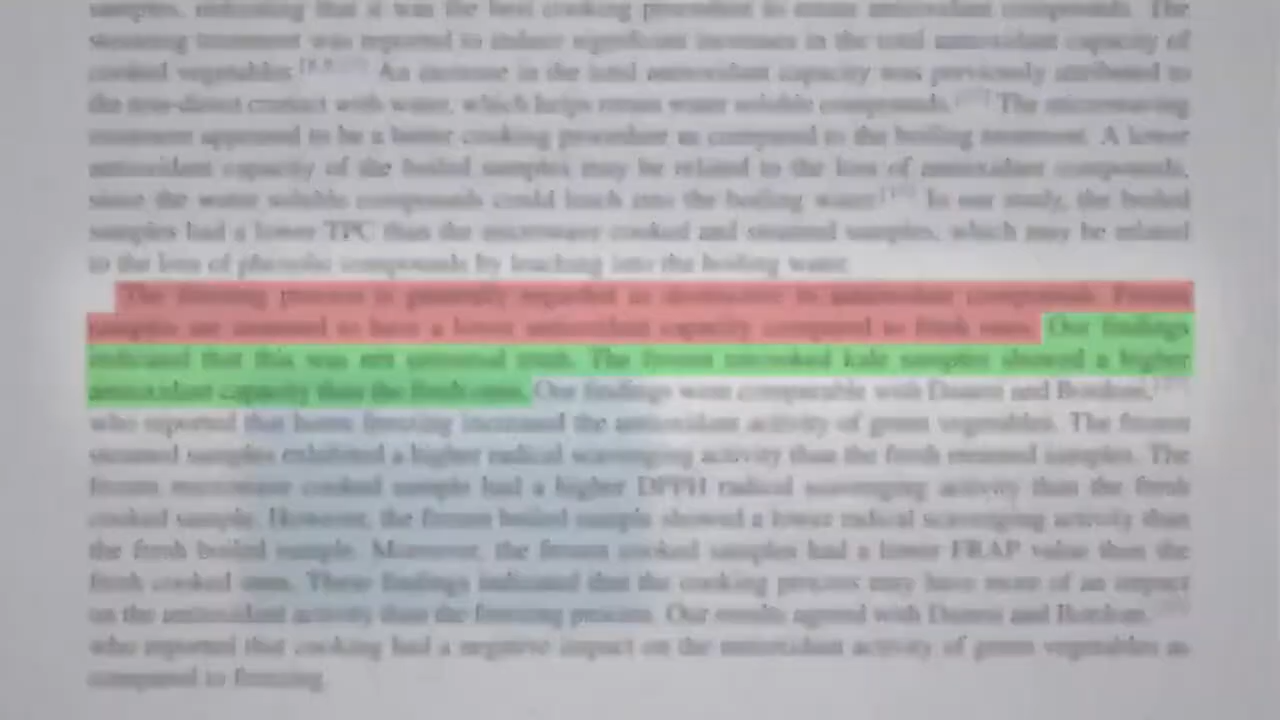 samples, indicating that it was the best cooking procedure to retain antioxidant compounds. The
steaming treatment was reported to induce significant increases in the total antioxidant capacity of
cooked vegetables. An increase in the total antioxidant capacity was previously attributed to
the non-direct contact with water, which helps retain water soluble compounds. The microwaving
treatment appeared to be a better cooking procedure as compared to the boiling treatment. A lower
antioxidant capacity of the boiled samples may be related to the loss of antioxidant compounds,
since the water soluble compounds could leach into the boiling water. In our study, the boiled
samples had a lower TPC than the microwave cooked and steamed samples, which may be related
to the loss of phenolic compounds by leaching into the boiling water.
The freezing process is generally regarded as destructive to antioxidant compounds. Frozen
samples are assumed to have a lower antioxidant capacity compared to fresh ones. Our findings
indicated that this was not universal truth. The frozen uncooked kale samples showed a higher
antioxidant capacity than the fresh ones. Our findings were comparable with and
who reported that home freezing increased the antioxidant activity of green vegetables. The frozen
steamed samples exhibited a higher radical scavenging activity than the fresh steamed samples. The
frozen microwave cooked sample had a higher DPPH radical scavenging activity than the fresh
cooked sample. However, the frozen boiled sample showed a lower radical scavenging activity than
the fresh boiled sample. Moreover, the frozen cooked samples had a lower FRAP value than the
fresh cooked ones. These findings indicated that the cooking process may have more of an impact
on the antioxidant activity than the freezing process. Our results agreed with and
who reported that cooking had a negative impact on the antioxidant activity of green vegetables as
compared to freezing.